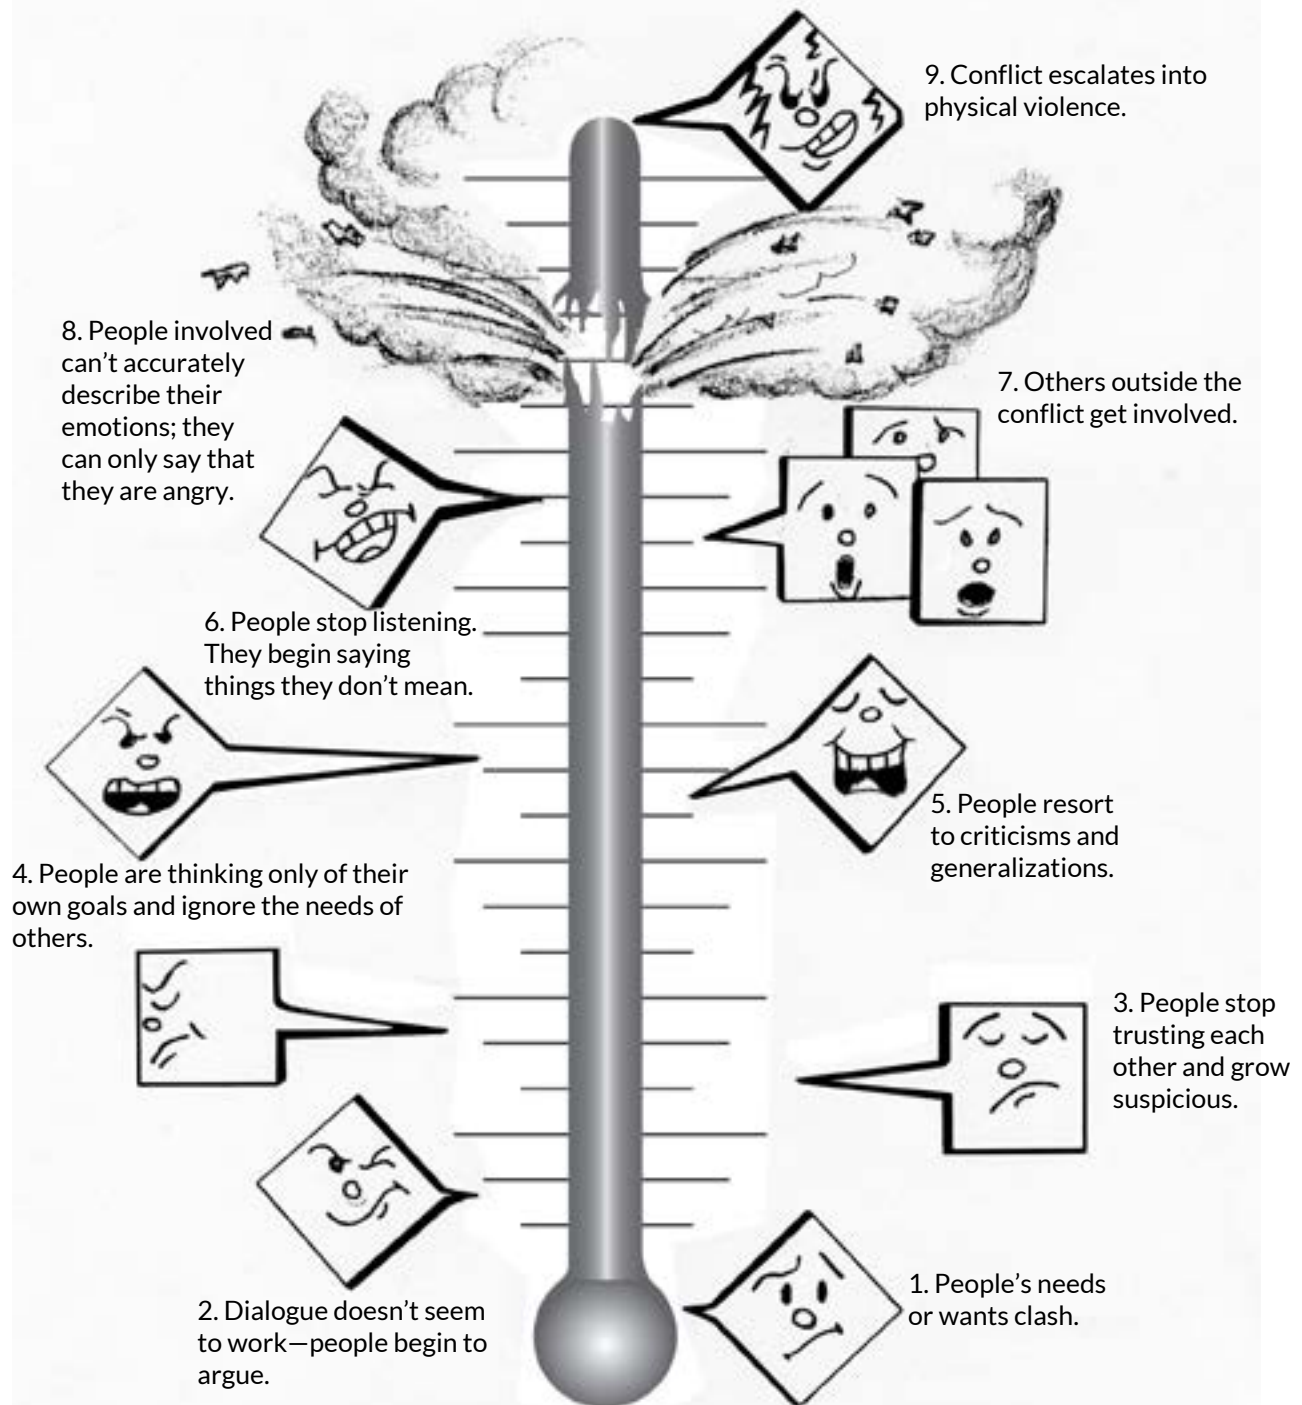 9. Conflict escalates into
physical violence.
8. People involved
can’t accurately
describe their
emotions; they
can only say that
they are angry.
7. Others outside the
conflict get involved.
6. People stop listening.
They begin saying
things they don’t mean.
5. People resort
to criticisms and
generalizations.
4. People are thinking only of their
own goals and ignore the needs of
others.
3. People stop
trusting each
other and grow
suspicious.
2. Dialogue doesn’t seem
to work—people begin to
argue.
1. People’s needs
or wants clash.